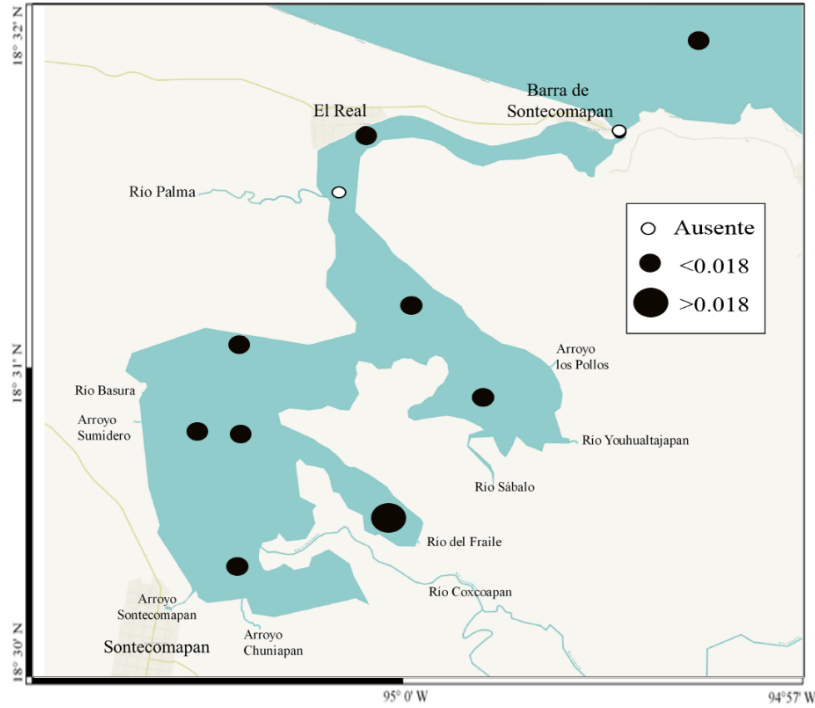 18° 32' N
Barra de
Sontecomapan
El Real
Río Palma
Ausente
<0.018
>0.018
Arroyo
los Pollos
18° 31' N
Río Basura
Arroyo
Sumidero
Río Youhualtajapan
Río Sábalo
Río del Fraile
Río Coxcoapan
Arroyo
Sontecomapan
Arroyo
Chuniapan
Sontecomapan
18° 30' N
95° 0' W
94° 57' W